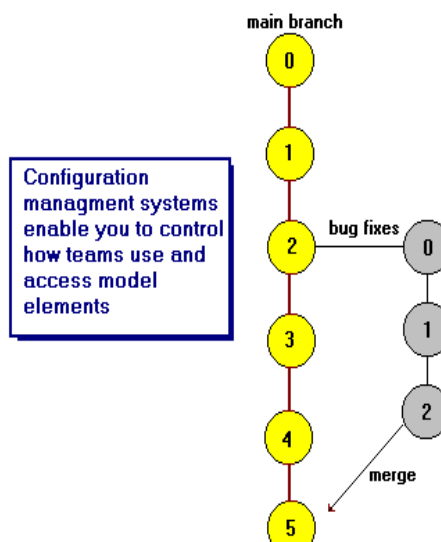 main branch
0
1
Configuration
managment systems
enable you to control
how teams use and
access model
elements
2
bug fixes
0
3
1
4
2
merge
5